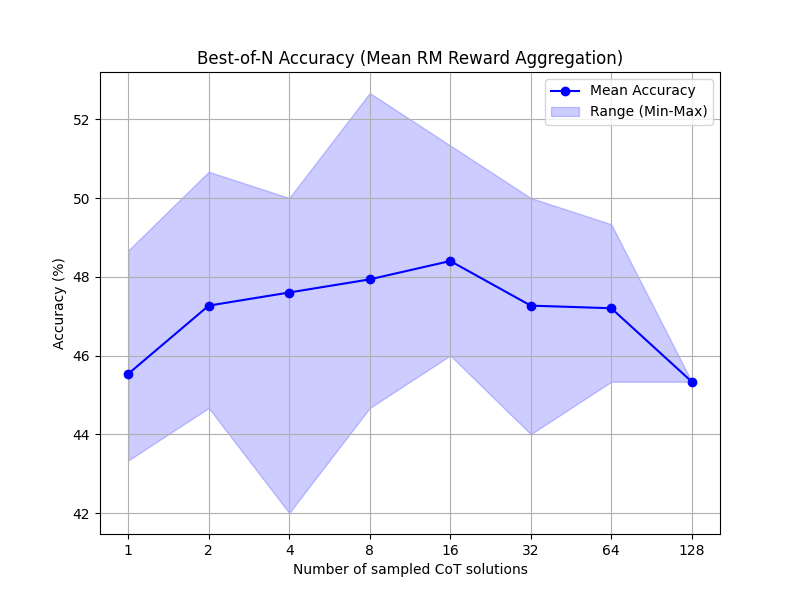 Best-of-N Accuracy (Mean RM Reward Aggregation)
Mean Accuracy
Range (Min-Max)
Accuracy (%)
52
50
48
46
44
42
1 2 4 8 16 32 64 128
Number of sampled CoT solutions